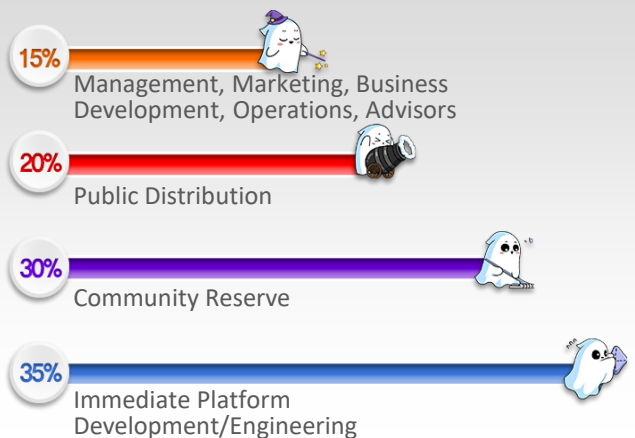 15%
Management, Marketing, Business
Development, Operations, Advisors
20%
Public Distribution
30%
Community Reserve
35%
Immediate Platform
Development/Engineering